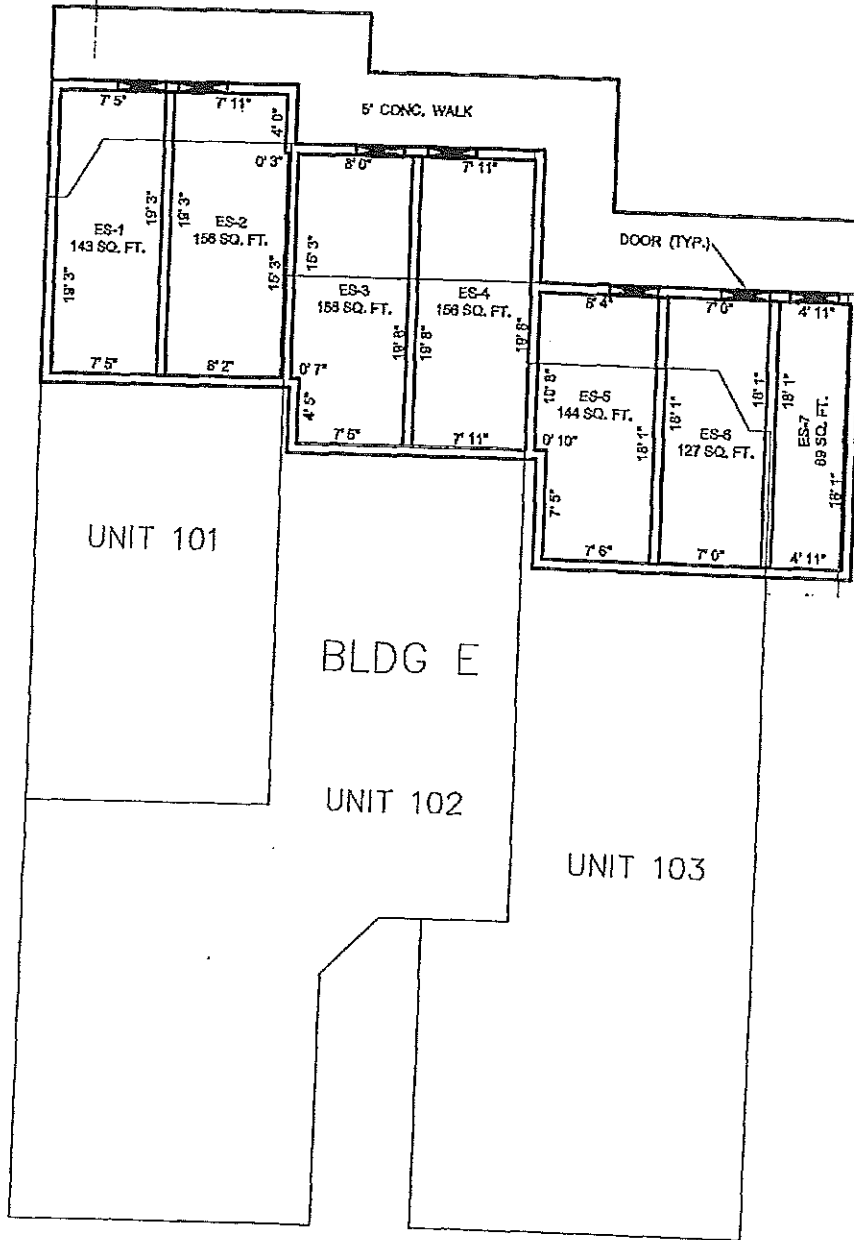 7' 5"
7' 11"
4' 0"
5' CONC. WALK
0' 3"
8' 0"
7' 11"
19' 3"
19' 3"
ES-1
143 SQ. FT.
ES-2
156 SQ. FT.
19' 3"
15' 3"
15' 3"
DOOR (TYP.)
ES-3
158 SQ. FT.
ES-4
156 SQ. FT.
19' 8"
19' 8"
19' 8"
8' 4"
7' 0"
4' 11"
7' 5"
8' 2"
0' 7"
4' 5"
7' 5"
7' 11"
10' 8"
ES-5
144 SQ. FT.
18' 1"
18' 1"
18' 1"
18' 1"
ES-6
127 SQ. FT.
ES-7
89 SQ. FT.
18' 1"
0' 10"
7' 5"
7' 6"
7' 0"
4' 11"
UNIT 101
BLDG E
UNIT 102
UNIT 103